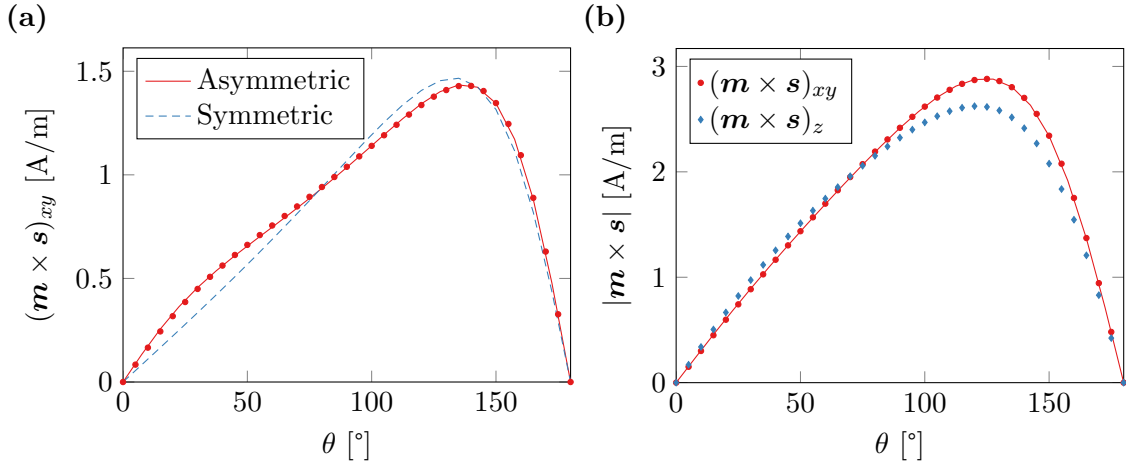 (a)
(m × s)xy [A/m]
1.5
1
0.5
0
Asymmetric
Symmetric
0 50 100 150
θ [°]
(b)
|m × s| [A/m]
3
2
1
0
(m × s)xy
(m × s)z
0 50 100 150
θ [°]